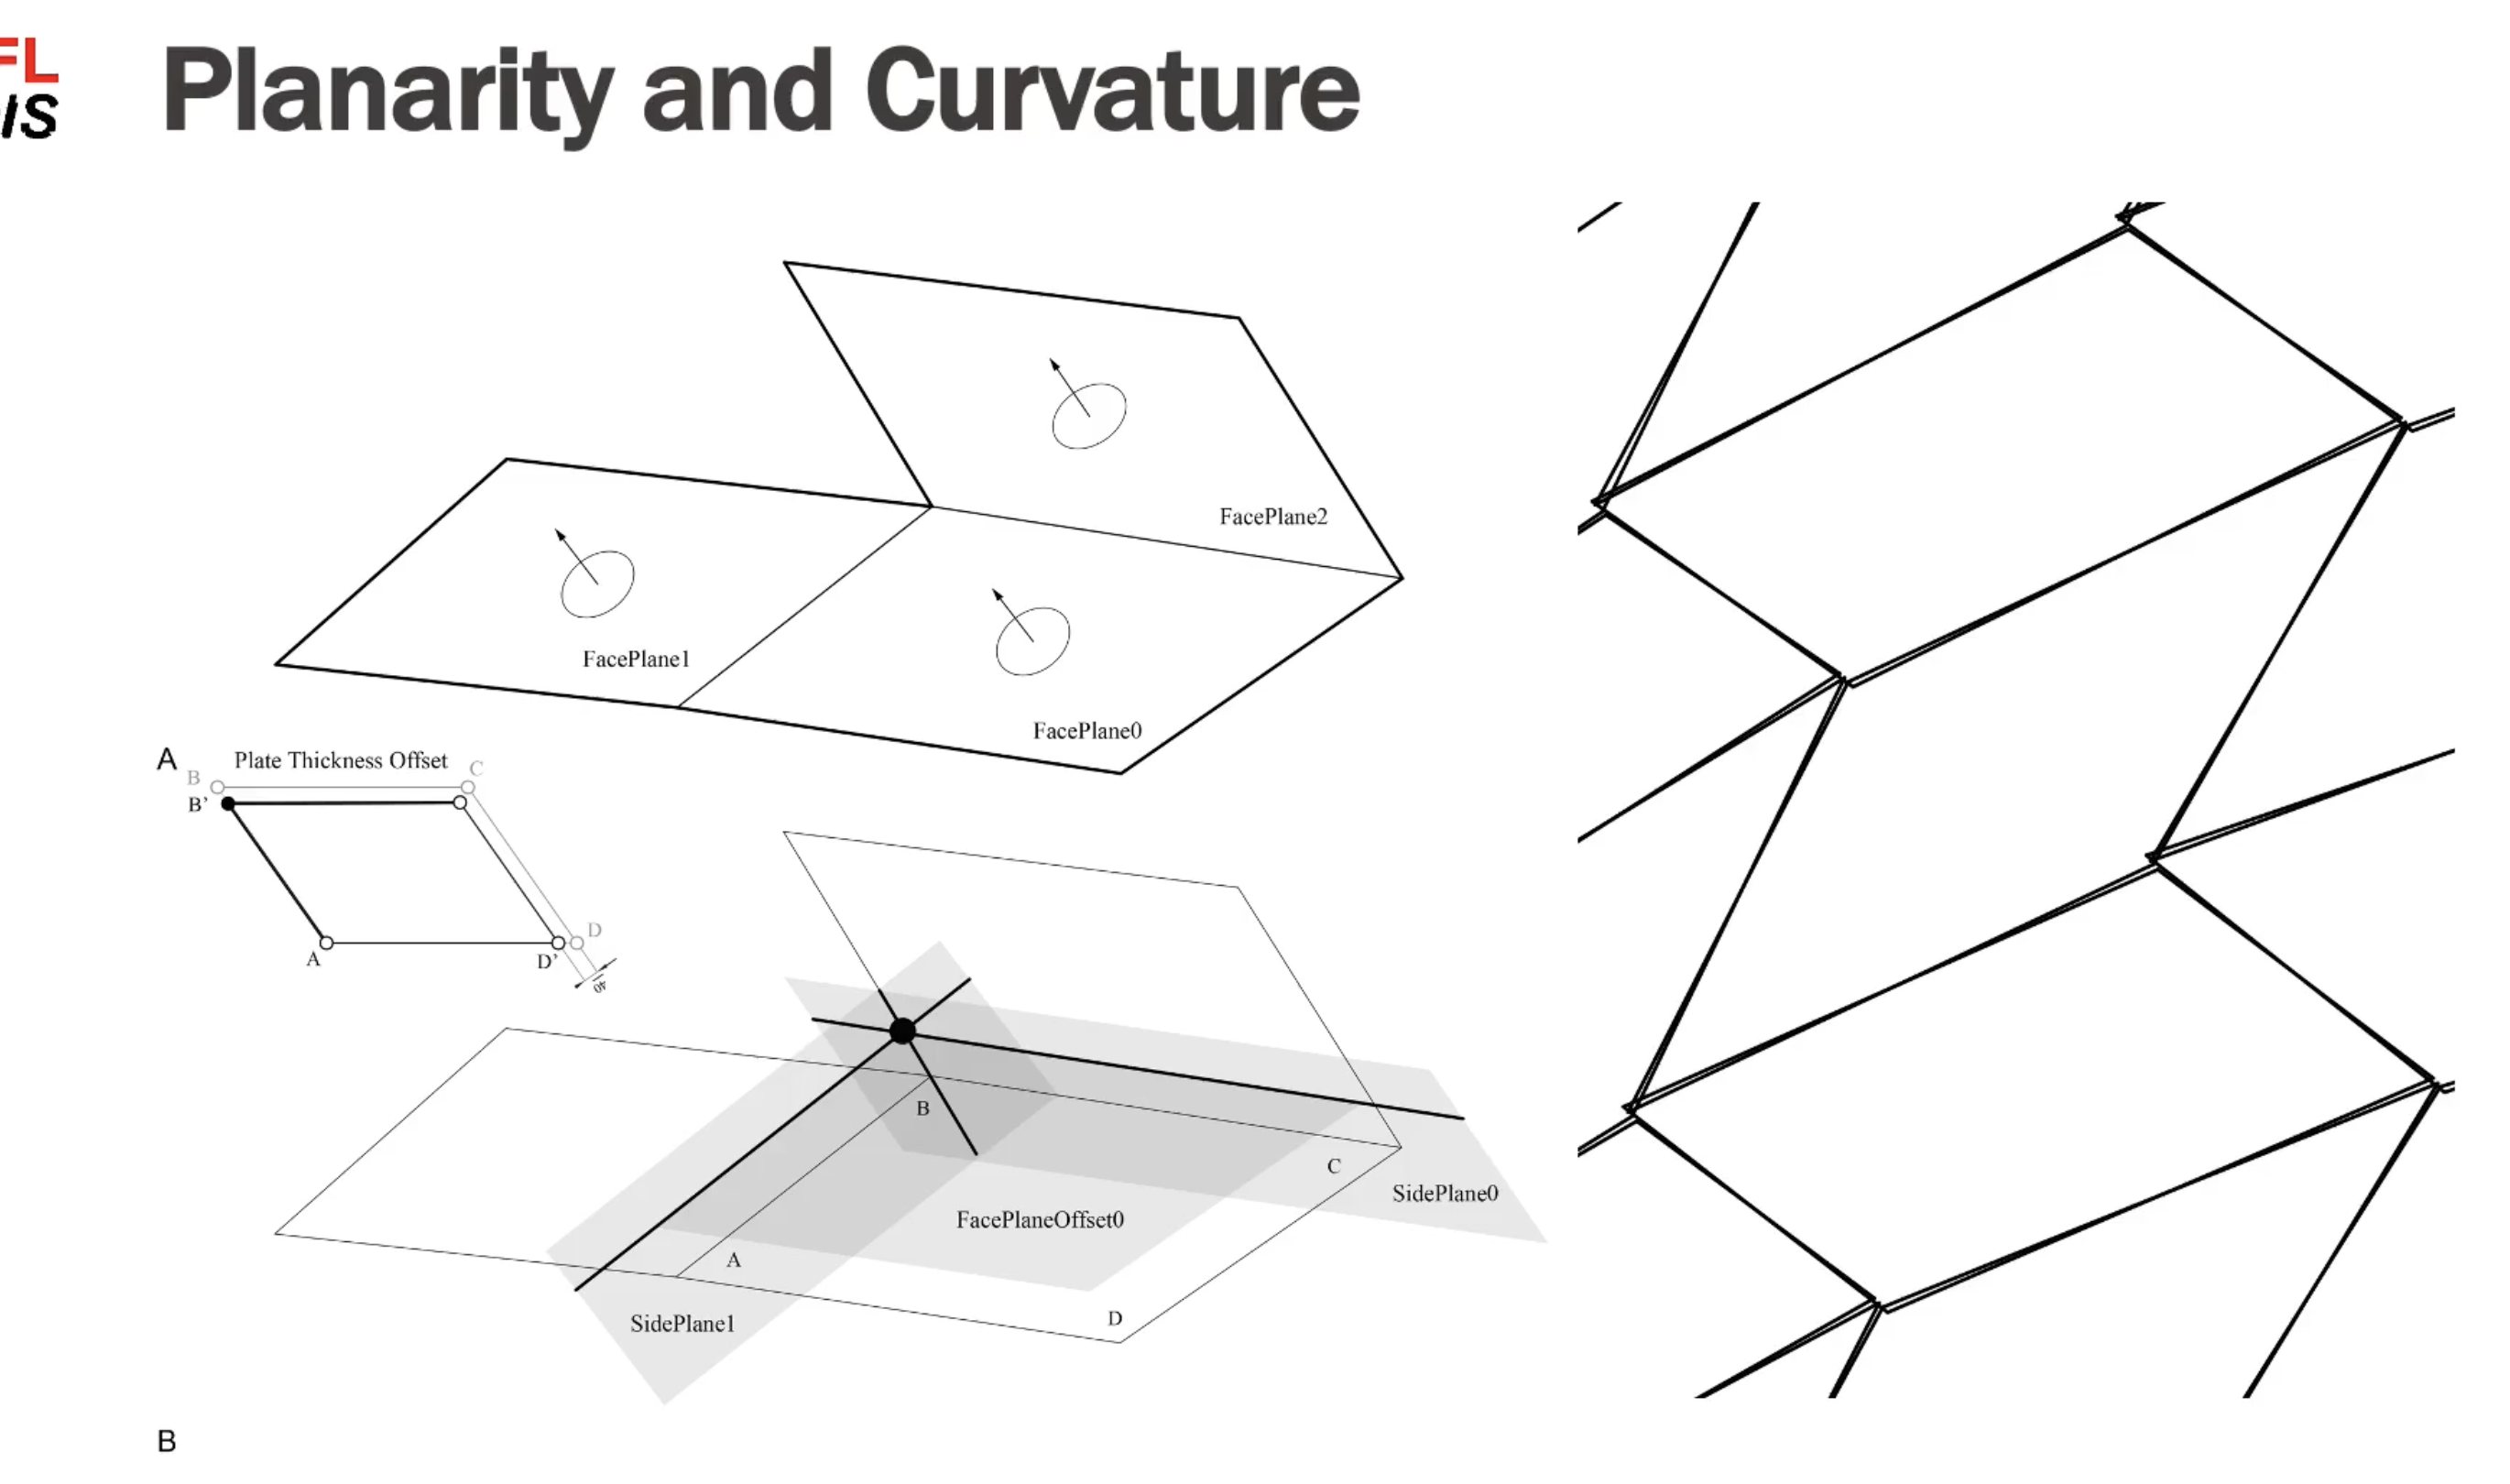 FL
IS
Planarity and Curvature
FacePlane2
FacePlane1
FacePlane0
A
Plate Thickness Offset
B
C
B’
D
A
D’
40
B
C
SidePlane0
FacePlaneOffset0
A
D
SidePlane1
B